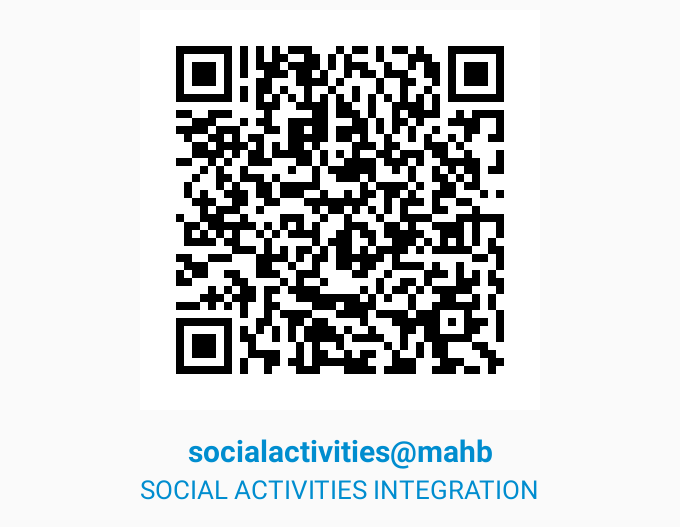 socialactivities@mahb
SOCIAL ACTIVITIES INTEGRATION